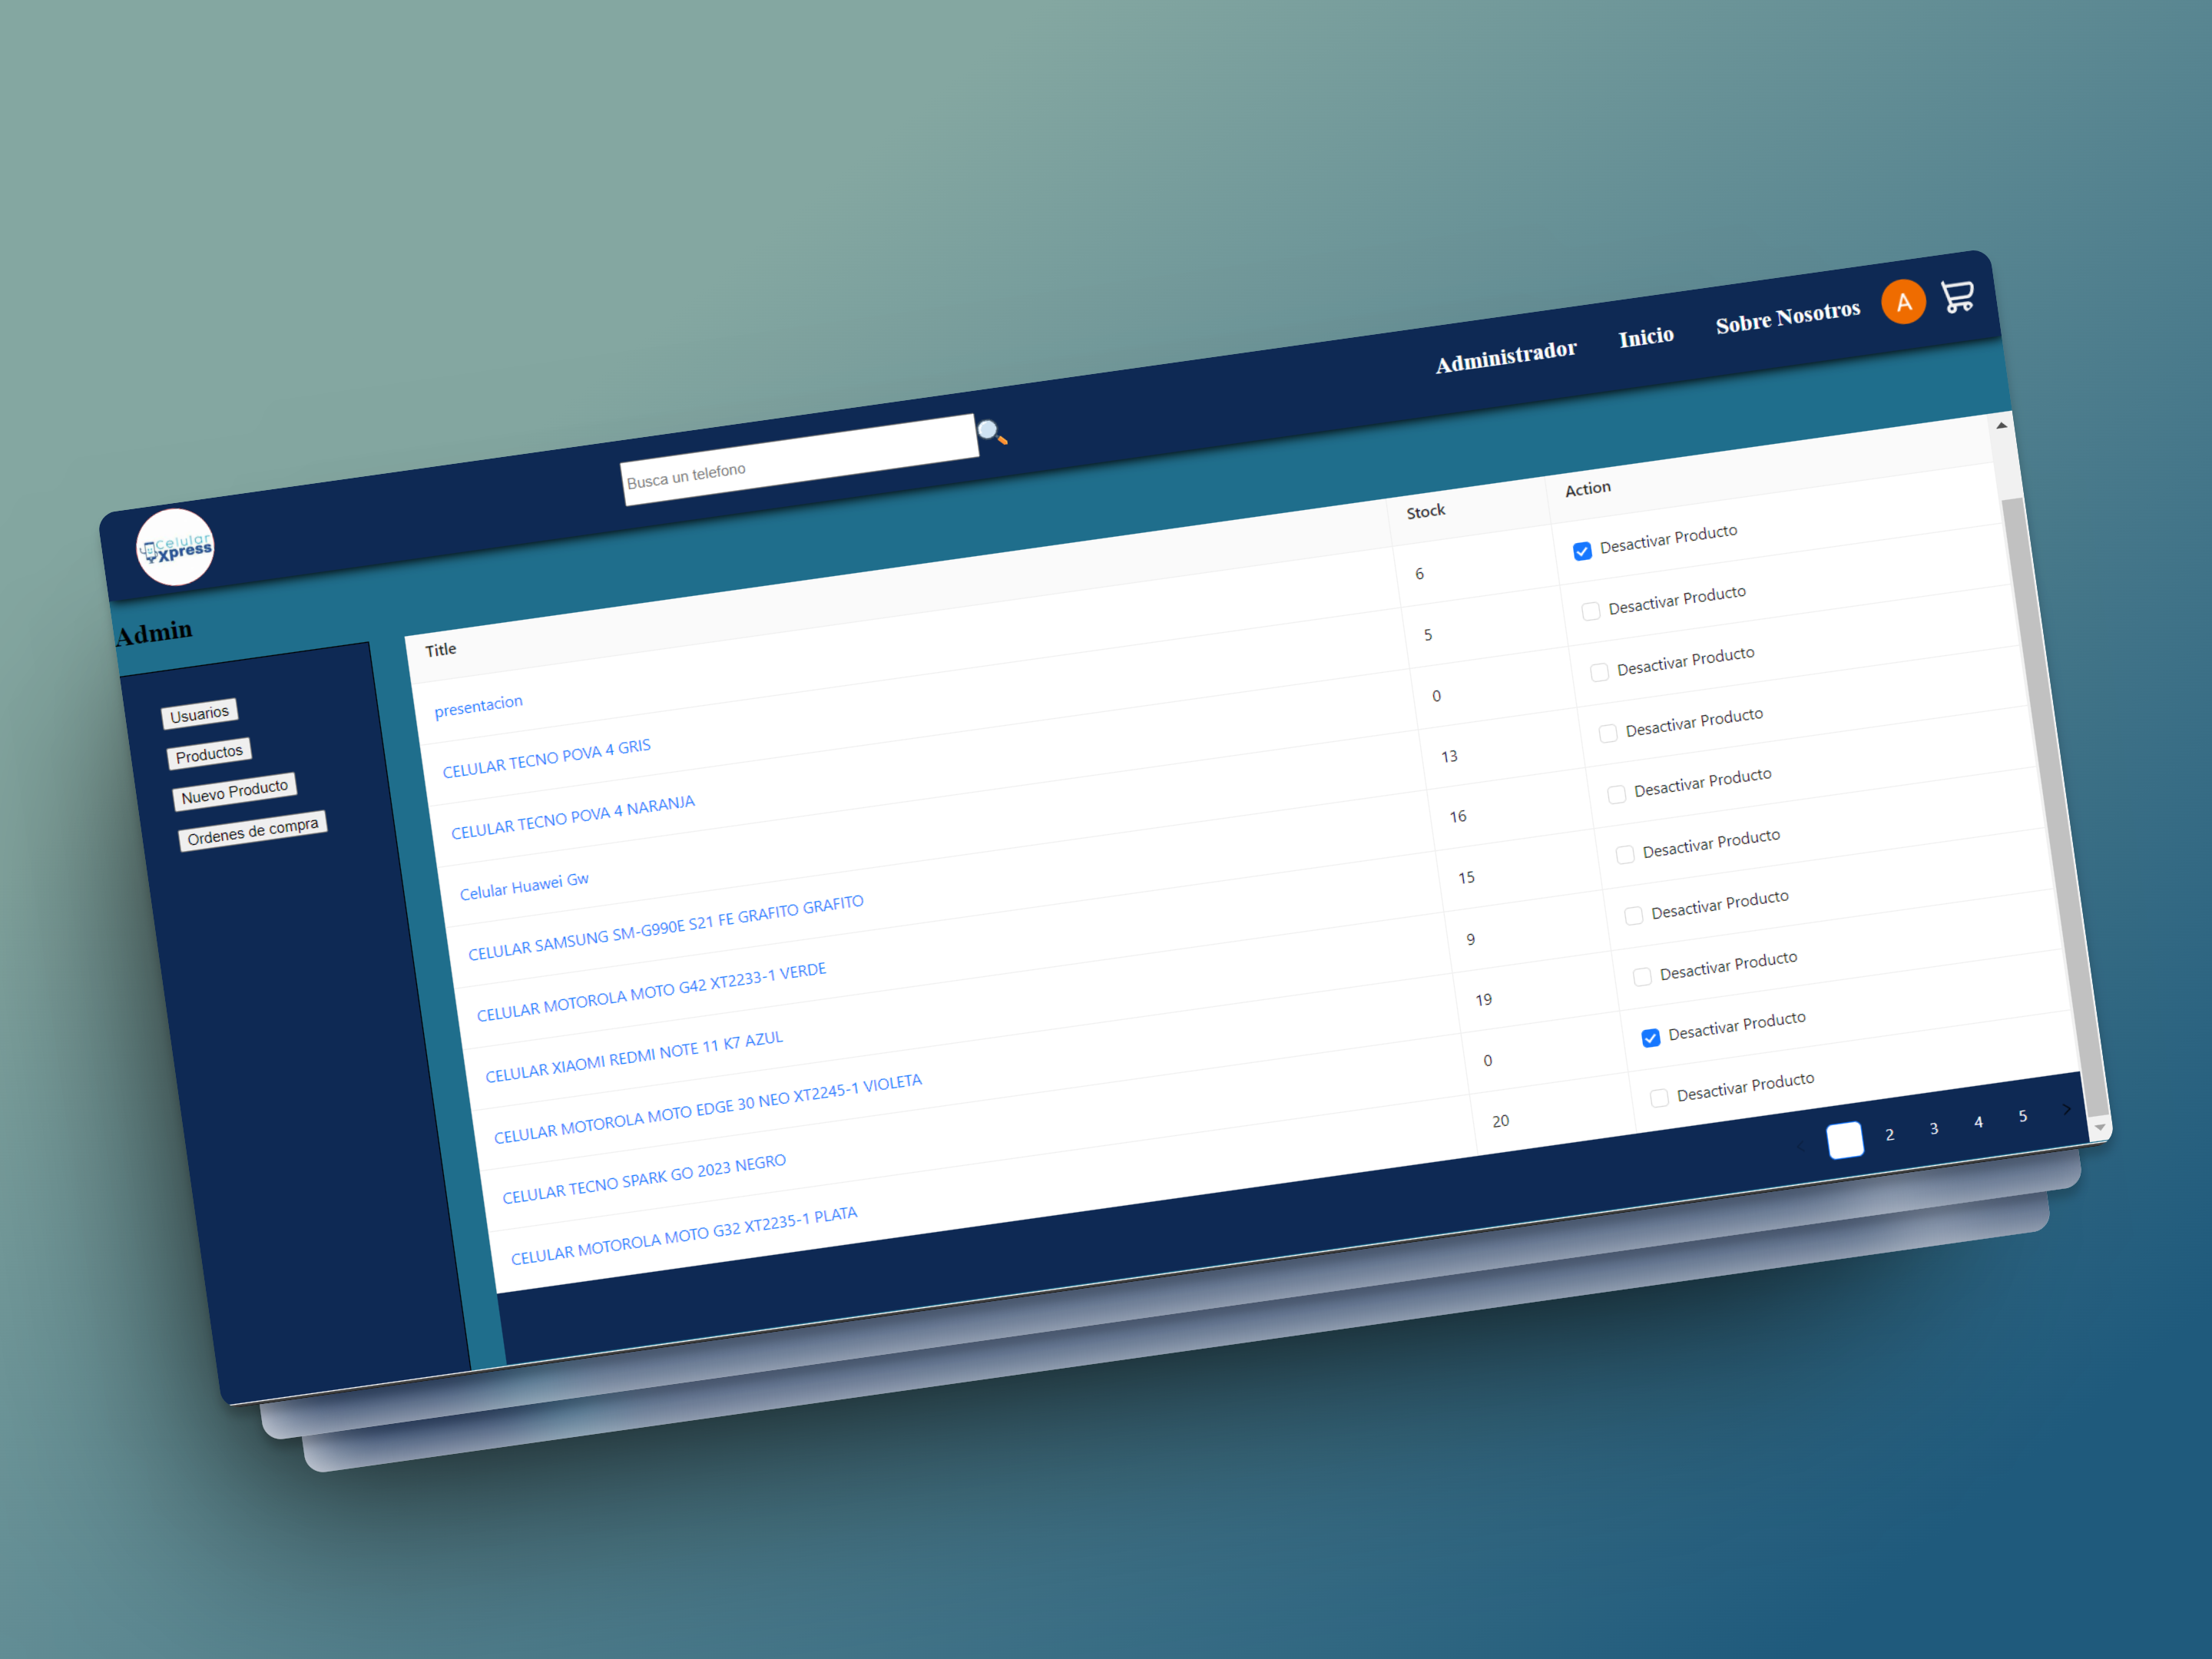 Celular
Xpress
Busca un telefono
Administrador Inicio Sobre Nosotros A
Admin
Usuarios
Productos
Nuevo Producto
Ordenes de compra
Title Stock Action
presentacion 6 Desactivar Producto
CELULAR TECNO POVA 4 GRIS 5 Desactivar Producto
CELULAR TECNO POVA 4 NARANJA 0 Desactivar Producto
Celular Huawei Gw 13 Desactivar Producto
CELULAR SAMSUNG SM-G990E S21 FE GRAFITO GRAFITO 16 Desactivar Producto
CELULAR MOTOROLA MOTO G42 XT2233-1 VERDE 15 Desactivar Producto
CELULAR XIAOMI REDMI NOTE 11 K7 AZUL 9 Desactivar Producto
CELULAR MOTOROLA MOTO EDGE 30 NEO XT2245-1 VIOLETA 19 Desactivar Producto
CELULAR TECNO SPARK GO 2023 NEGRO 0 Desactivar Producto
CELULAR MOTOROLA MOTO G32 XT2235-1 PLATA 20 Desactivar Producto
2 3 4 5